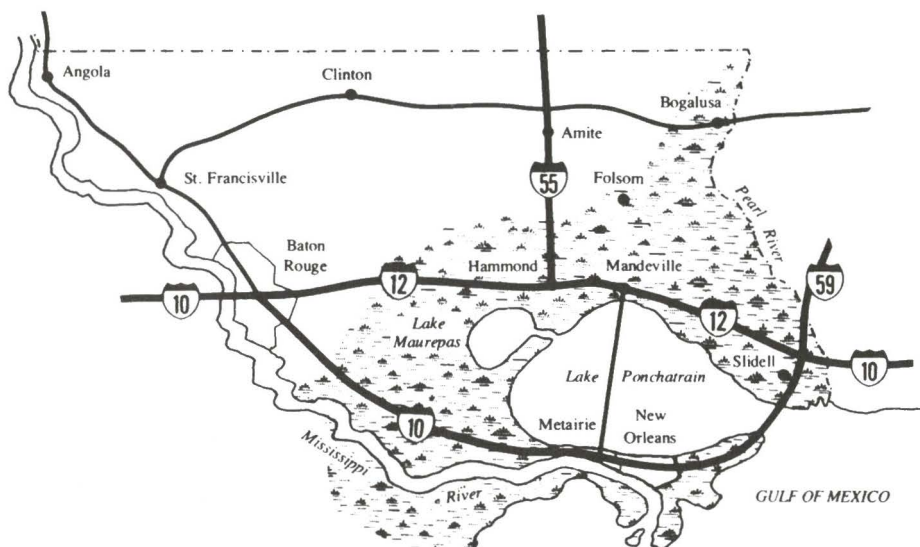 Angola
Clinton
Bogalusa
Amite
St. Francisville
55
Folsom
Pearl River
Baton
Rouge
Hammond
Mandeville
59
10
12
12
Lake
Maurepas
Slidell
10
Lake Ponchatrain
10
Metairie
New
Orleans
Mississippi
River
GULF OF MEXICO